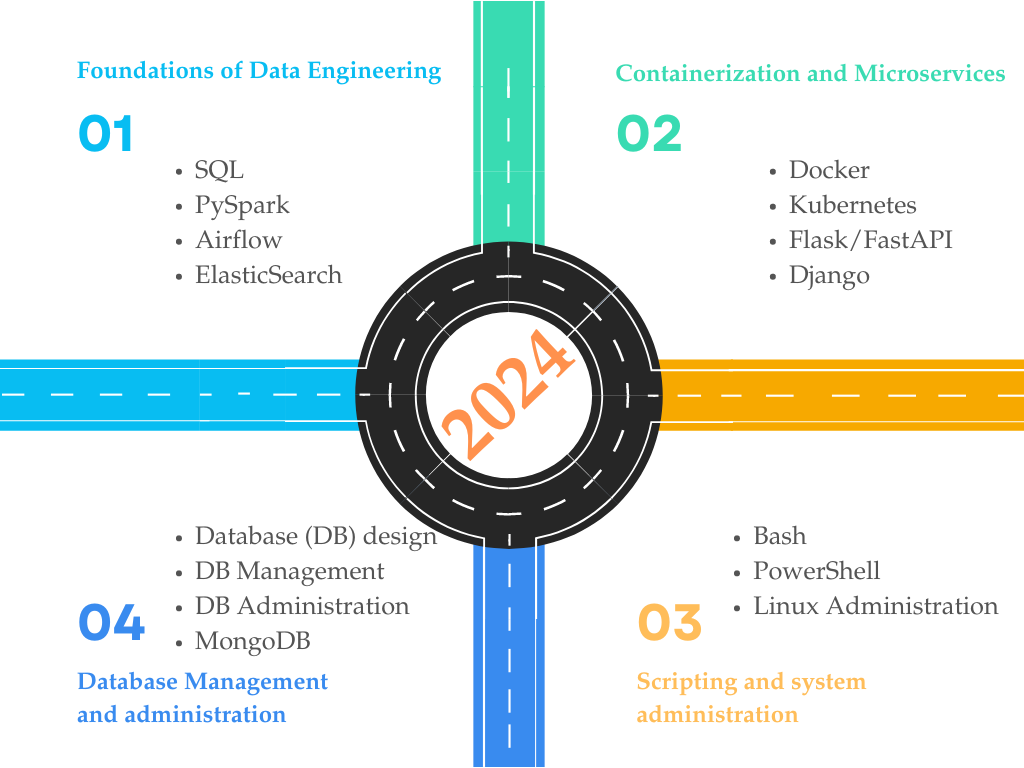 Foundations of Data Engineering
01
• SQL
• PySpark
• Airflow
• ElasticSearch
Containerization and Microservices
02
• Docker
• Kubernetes
• Flask/FastAPI
• Django
2024
• Database (DB) design
• DB Management
• DB Administration
• MongoDB
04
Database Management
and administration
• Bash
• PowerShell
• Linux Administration
03
Scripting and system
administration